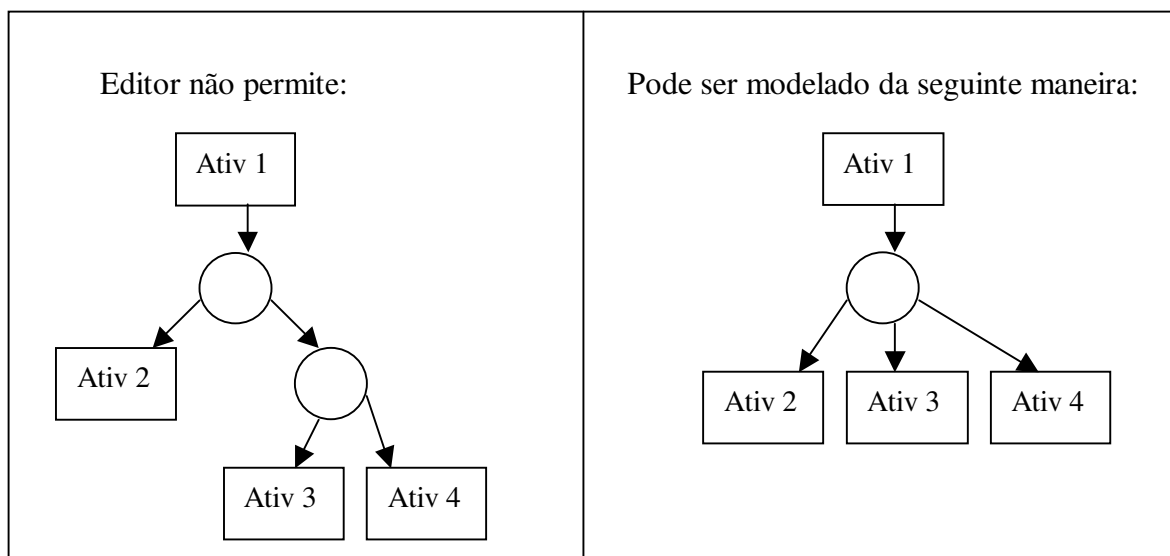 Editor não permite:
Ativ 1
Ativ 2
Ativ 3
Ativ 4
Pode ser modelado da seguinte maneira:
Ativ 1
Ativ 2
Ativ 3
Ativ 4